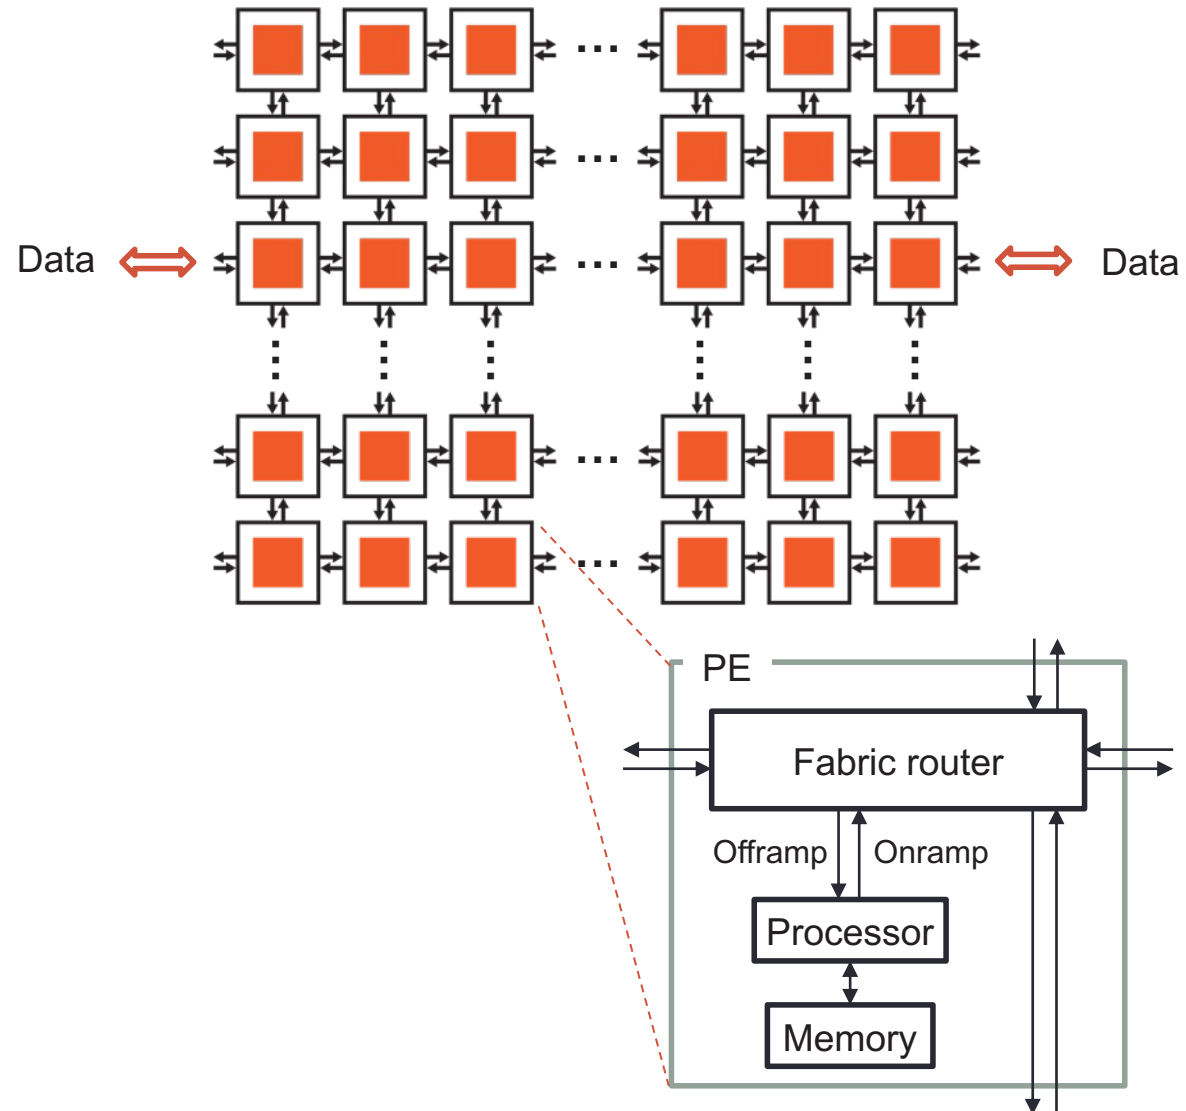 Data
Data
PE
Fabric router
Offramp
Onramp
Processor
Memory